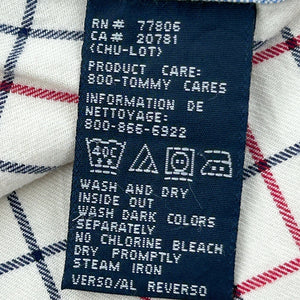 RN# 77806
CA# 20781
(CHU-LOT)
PRODUCT CARE:
800-TOMMY CARES
INFORMATION DE
NETTOYAGE:
800-866-6922
WASH AND DRY
INSIDE OUT
WASH DARK COLORS
SEPARATELY
NO CHLORINE BLEACH
DRY PROMPTLY
STEAM IRON
VERSO/AL REVERSO